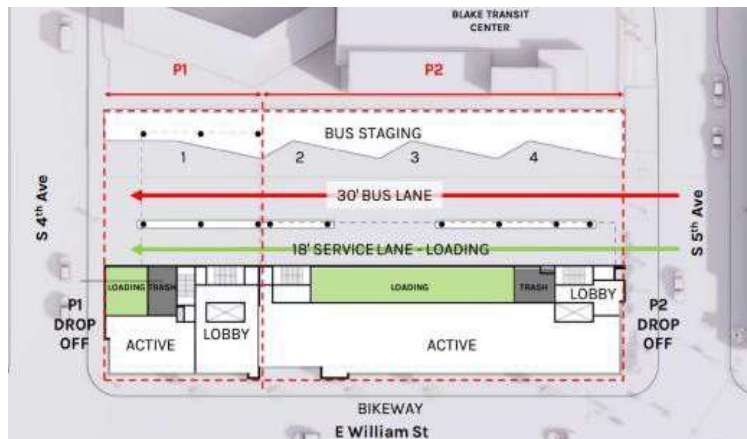 BLAKE TRANSIT
CENTER
P1
P2
BUS STAGING
1
2
3
4
S 4th Ave
30' BUS LANE
S 5th Ave
18' SERVICE LANE - LOADING
LOADING
TRASH
LOADING
TRASH
LOBBY
P1
DROP
OFF
LOBBY
ACTIVE
ACTIVE
P2
DROP
OFF
BIKEWAY
E William St